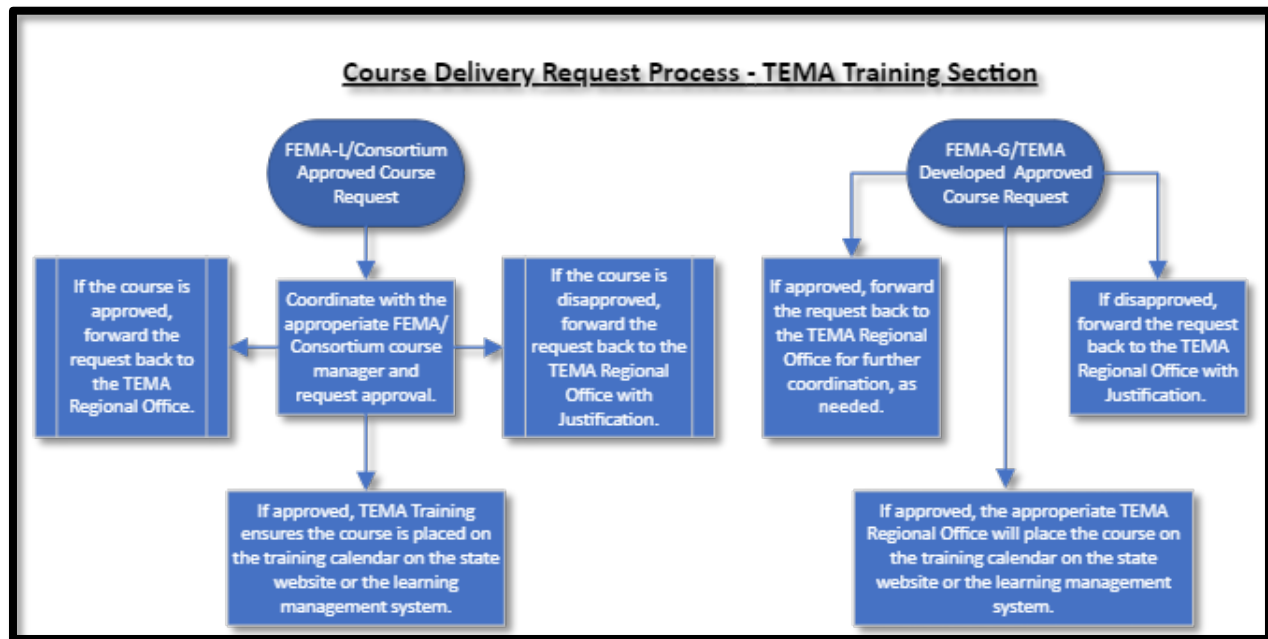 Course Delivery Request Process - TEMA Training Section
FEMA-L/Consortium
Approved Course
Request
If the course is
approved,
forward the
request back to
the TEMA
Regional Office.
Coordinate with the
approperiate FEMA/
Consortium course
manager and
request approval.
If the course is
disapproved,
forward the
request back to the
TEMA Regional
Office with
Justification.
If approved, TEMA Training
ensures the course is placed on
the training calendar on the state
website or the learning
management system.
FEMA-G/TEMA
Developed Approved
Course Request
If approved, forward
the request back to
the TEMA Regional
Office for further
coordination, as
needed.
If disapproved,
forward the request
back to the TEMA
Regional Office with
Justification.
If approved, the approperiate TEMA
Regional Office will place the course on
the training calendar on the state
website or the learning management
system.